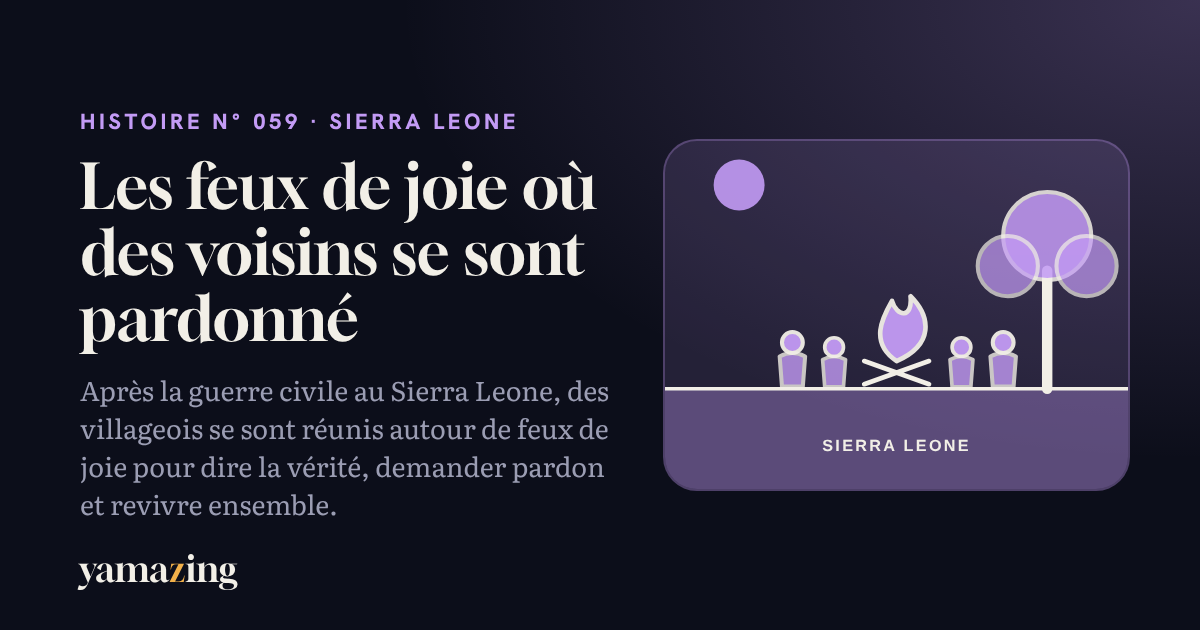 HISTOIRE N° 059 · SIERRA LEONE
Les feux de joie où
des voisins se sont
pardonné
Après la guerre civile au Sierra Leone, des
villageois se sont réunis autour de feux de
joie pour dire la vérité, demander pardon
et revivre ensemble.
yamazing
SIERRA LEONE